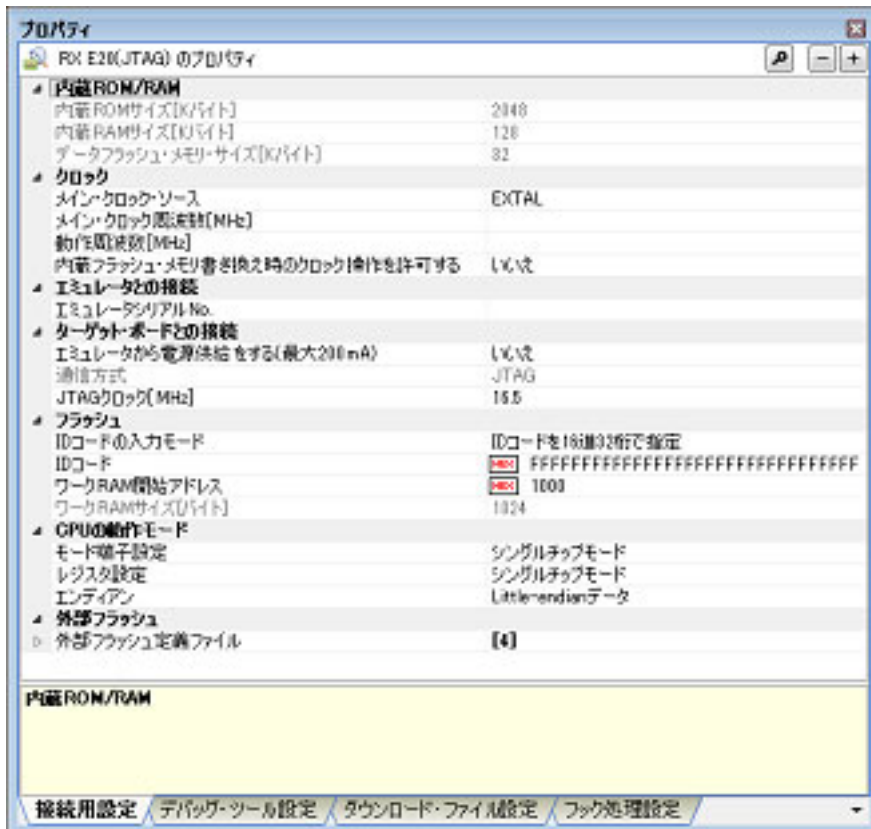 プロパティ
RX E20(JTAG) のプロパティ
内蔵ROM/RAM
内蔵ROMサイズ[Kバイト] 2048
内蔵RAMサイズ[Kバイト] 128
データフラッシュ・メモリ・サイズ[Kバイト] 32
クロック
メイン・クロック・ソース EXTAL
メイン・クロック周波数[MHz]
動作周波数[MHz]
内蔵フラッシュ・メモリ書き換え時のクロック操作を許可する いいえ
エミュレータとの接続
エミュレータシリアルNo.
ターゲット・ボードとの接続
エミュレータから電源供給をする(最大200mA) いいえ
通信方式 JTAG
JTAGクロック[MHz] 16.5
フラッシュ
IDコードの入力モード IDコードを16進32桁で指定
IDコード HEX FFFFFFFFFFFFFFFFFFFFFFFFFFFFFFFF
ワークRAM開始アドレス HEX 1000
ワークRAMサイズ[バイト] 1024
CPUの動作モード
モード端子設定 シングルチップモード
レジスタ設定 シングルチップモード
エンディアン Little-endianデータ
外部フラッシュ
外部フラッシュ定義ファイル [4]
内蔵ROM/RAM
接続用設定 デバッグ・ツール設定 ダウンロード・ファイル設定 フック処理設定